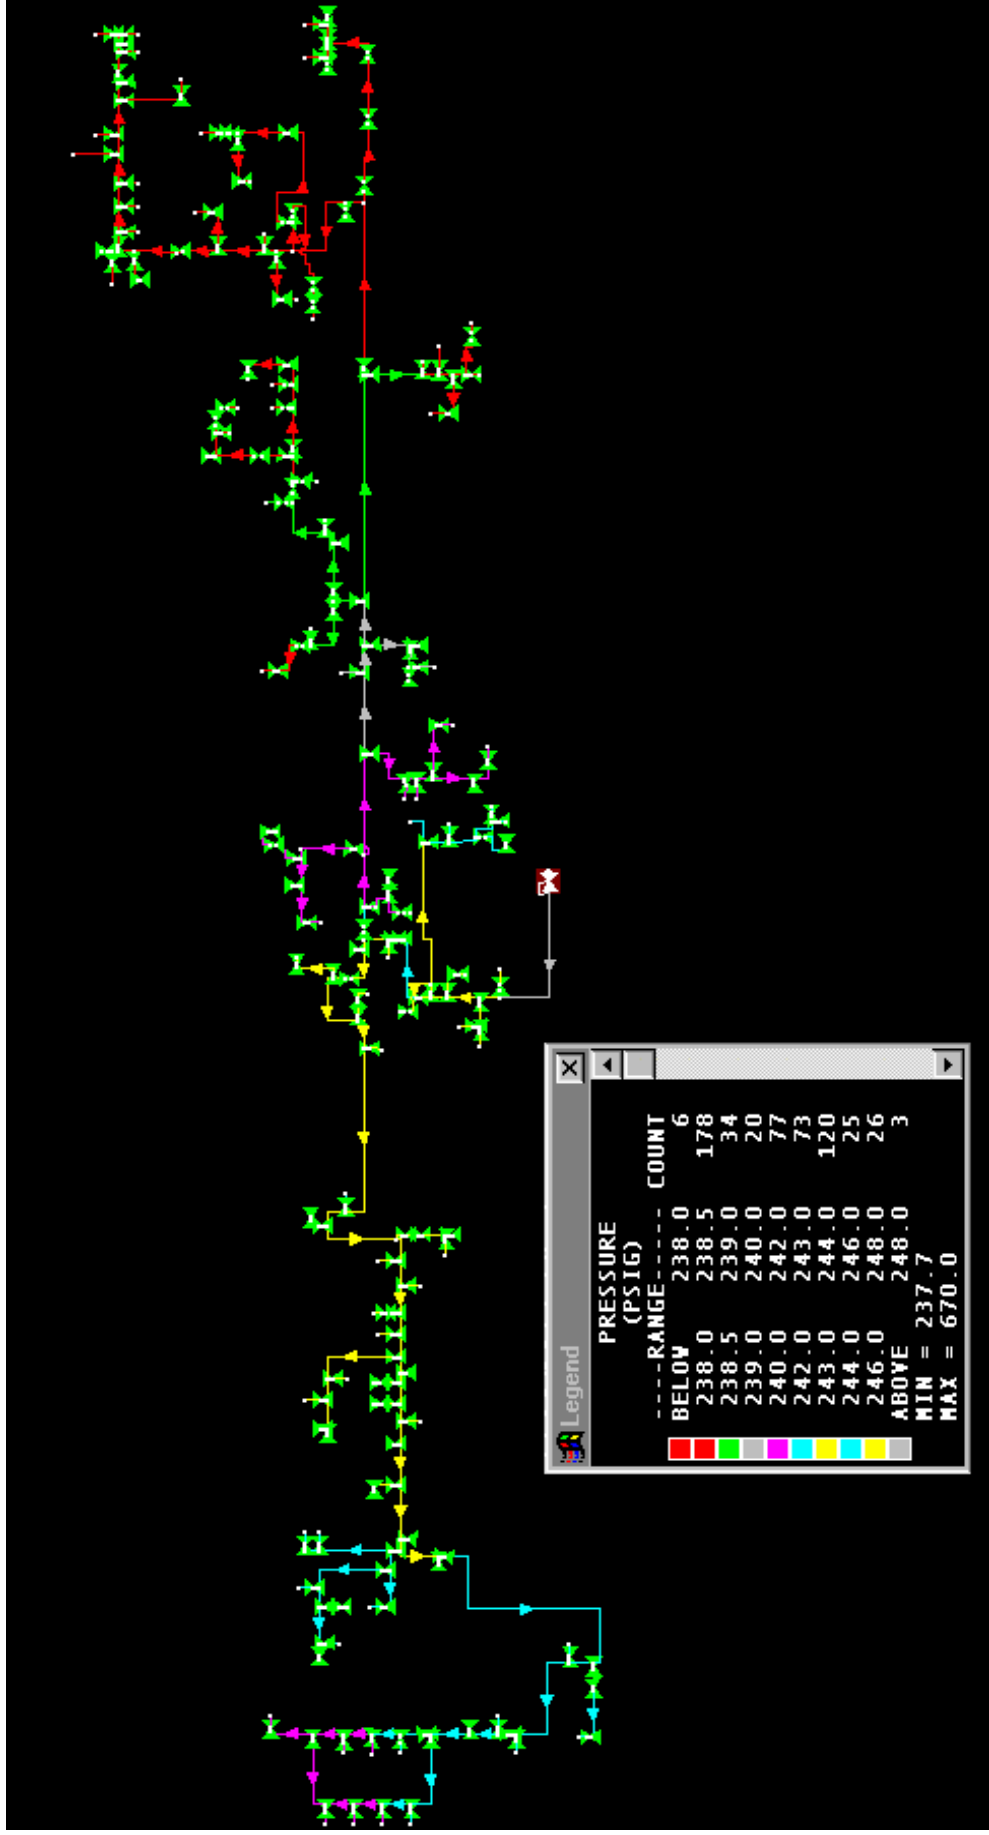 Legend
PRESSURE
(PSIG)
----RANGE---- COUNT
BELOW 238.0 6
238.0 238.5 178
238.5 239.0 34
239.0 240.0 20
240.0 242.0 77
242.0 243.0 73
243.0 244.0 120
244.0 246.0 25
246.0 248.0 26
ABOVE 248.0 3
MIN = 237.7
MAX = 670.0